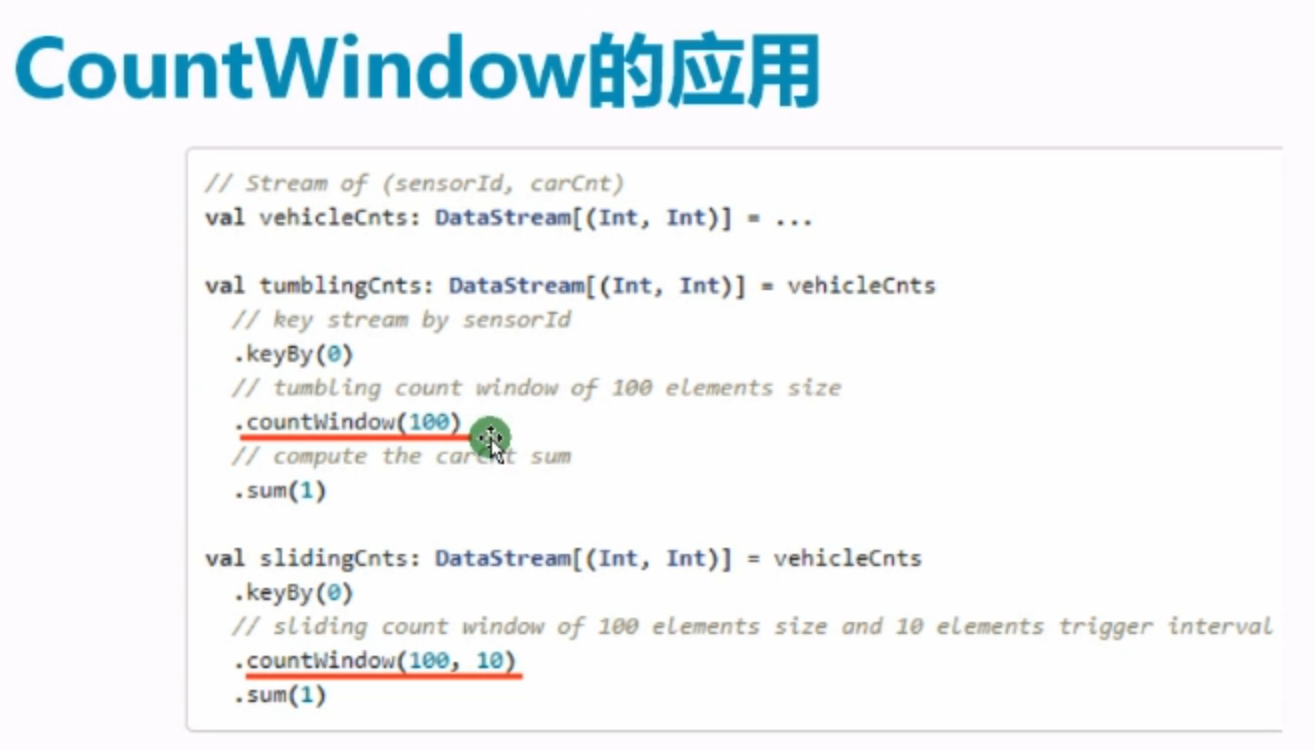 CountWindow的应用
// Stream of (sensorId, carCnt)
val vehicleCnts: DataStream[(Int, Int)] = ...
val tumblingCnts: DataStream[(Int, Int)] = vehicleCnts
// key stream by sensorId
.keyBy(0)
// tumbling count window of 100 elements size
.countWindow(100)
// compute the carCnt sum
.sum(1)
val slidingCnts: DataStream[(Int, Int)] = vehicleCnts
.keyBy(0)
// sliding count window of 100 elements size and 10 elements trigger interval
.countWindow(100, 10)
.sum(1)